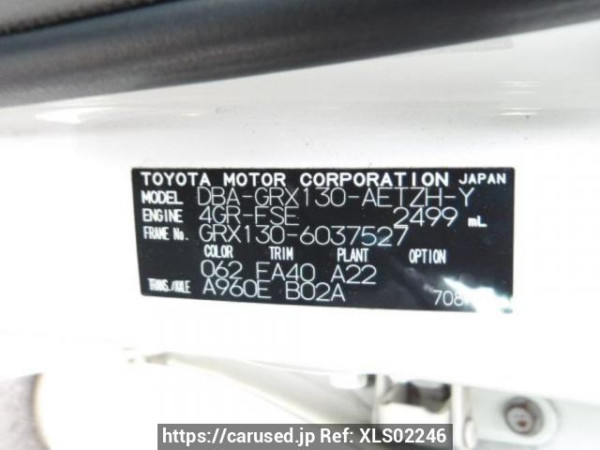 TOYOTA MOTOR CORPORATION JAPAN
MODEL DBA-GRX130-AETZH-Y
ENGINE 4GR-FSE 2499 mL
FRAME No. GRX130-6037527
COLOR TRIM PLANT OPTION
062 FA40 A22
TRANS./AXLE A960E B02A
https://carused.jp Ref: XLS02246